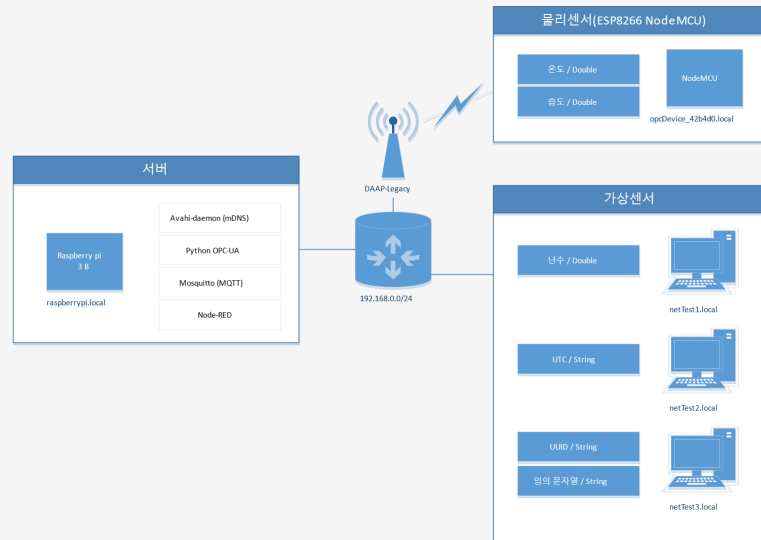 물리센서(ESP8266 NodeMCU)
온도 / Double
습도 / Double
NodeMCU
opcDevice_42b4d0.local
DAAP-Legacy
192.168.0.0/24
서버
Raspberry pi
3 B
raspberrypi.local
Avahi-daemon (mDNS)
Python OPC-UA
Mosquitto (MQTT)
Node-RED
가상센서
난수 / Double
netTest1.local
UTC / String
netTest2.local
UUID / String
임의 문자열 / String
netTest3.local